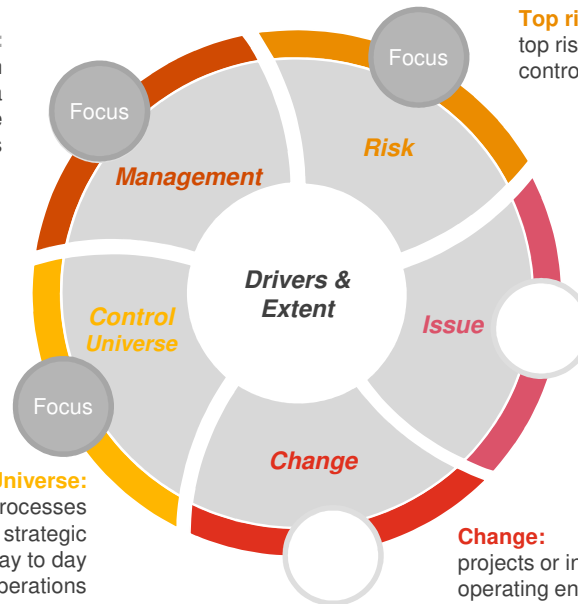 Top ri
top ris
contro
:
n
a
e
s
Focus
Focus
Risk
Management
Drivers &
Extent
Control
Universe
Issue
Focus
Change
Universe:
rocesses
strategic
ay to day
perations
Change:
projects or in
operating en